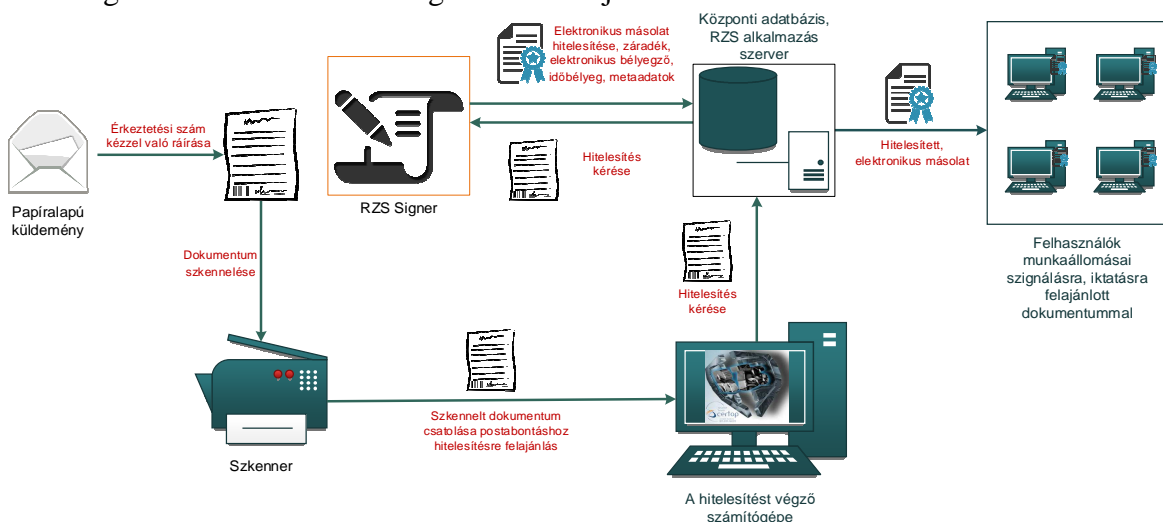 Központi adatbázis,
RZS alkalmazás
szerver
Elektronikus másolat
hitelesítése, záradék,
elektronikus bélyegző,
időbélyeg, metaadatok
Érkeztetési szám
kézzel való ráírása
Hitelesítés
kérése
Hitelesített,
elektronikus másolat
Papíralapú
küldemény
RZS Signer
Dokumentum
szkennelése
Hitelesítés
kérése
Felhasználók
munkaállomásai
szignálásra, iktatásra
felajánlott
dokumentummal
Szkennelt dokumentum
csatolása postabontáshoz
hitelesítésre felajánlás
certop
Szkenner
A hitelesítést végző
számítógépe